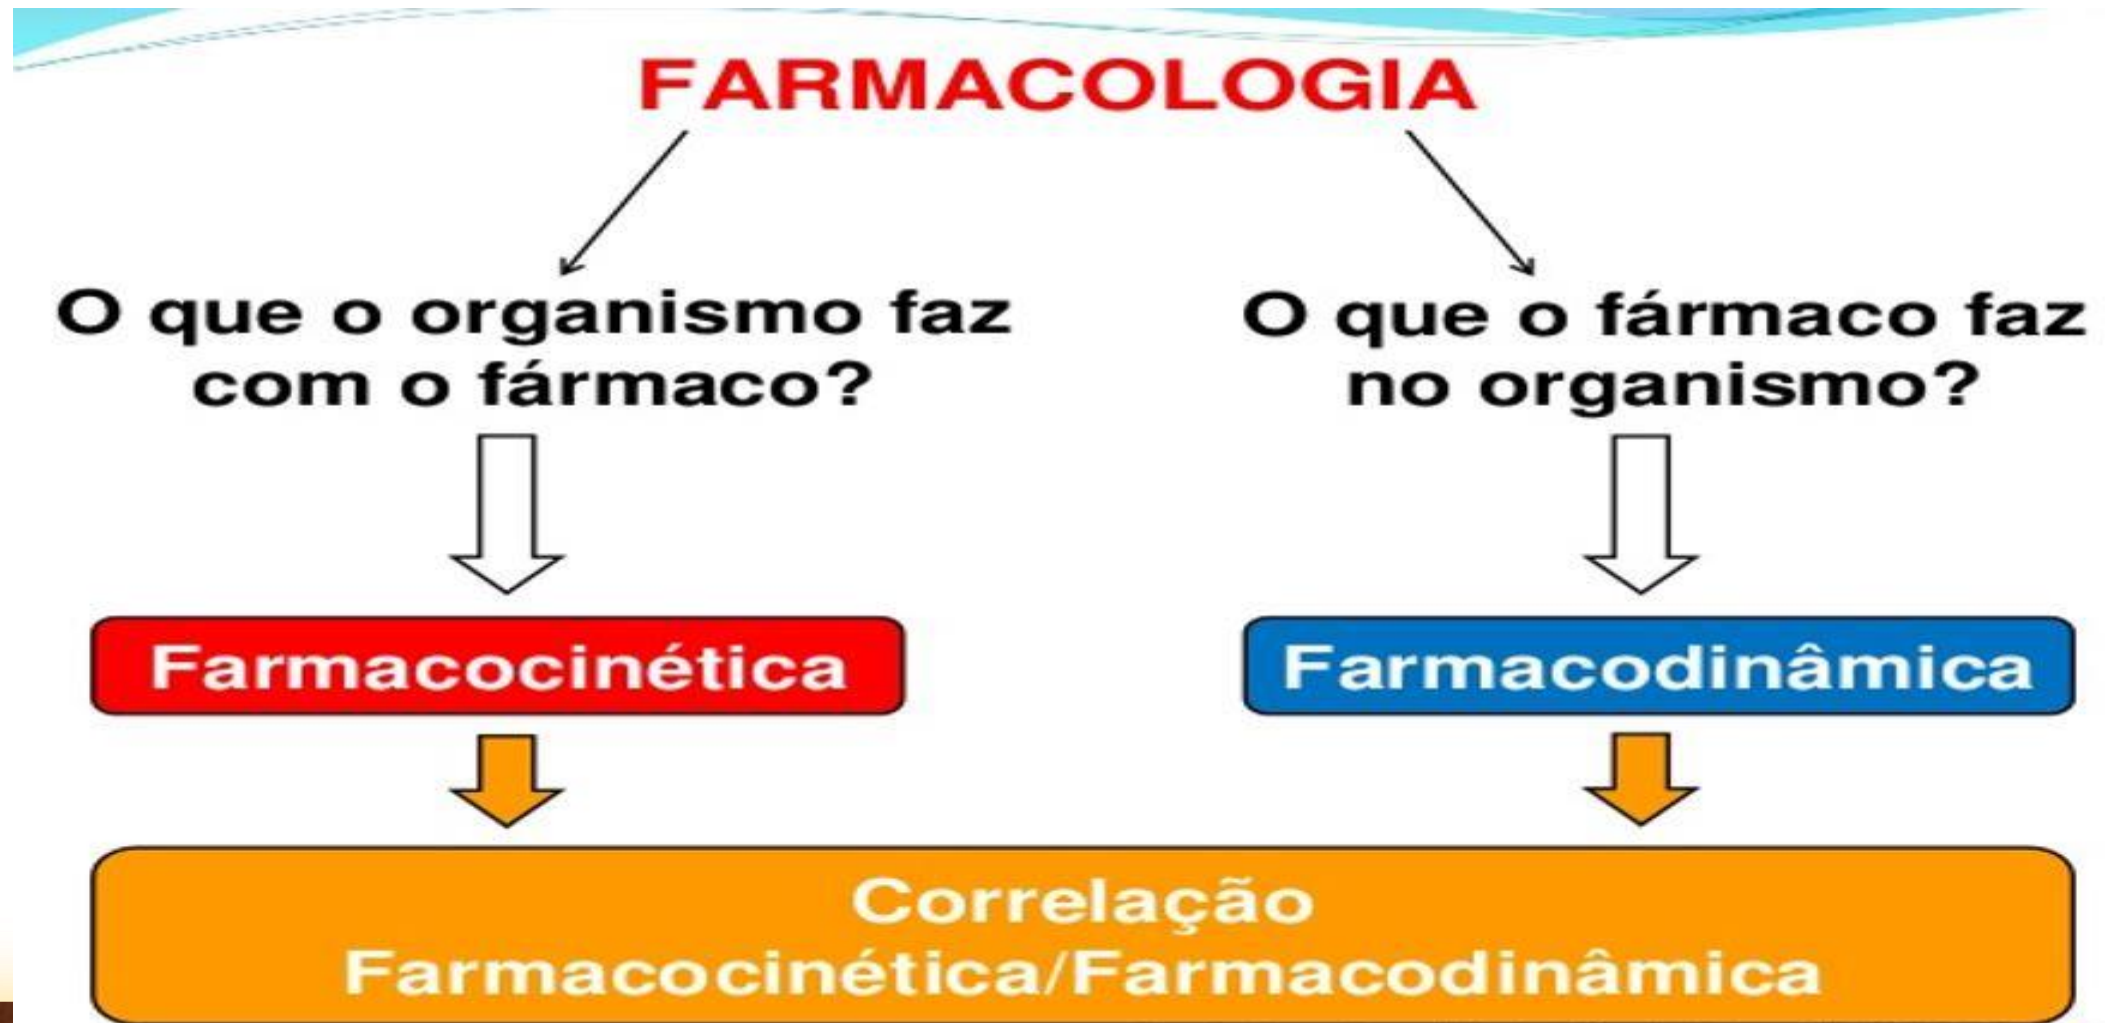 FARMACOLOGIA
O que o organismo faz
com o fármaco?
O que o fármaco faz
no organismo?
Farmacocinética
Farmacodinâmica
Correlação
Farmacocinética/Farmacodinâmica